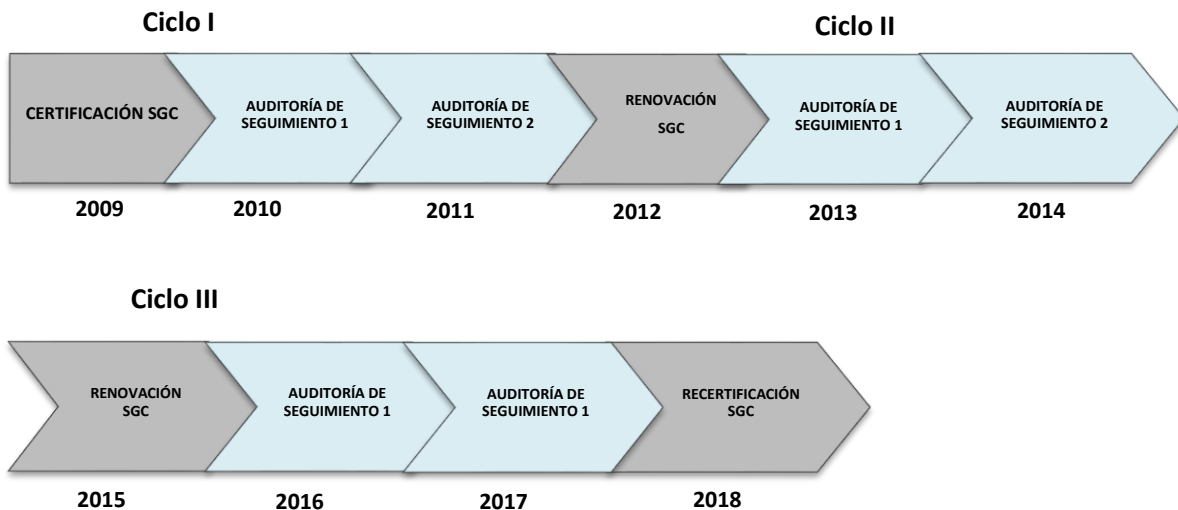 Ciclo I
Ciclo II
CERTIFICACIÓN SGC
AUDITORÍA DE
SEGUIMIENTO 1
AUDITORÍA DE
SEGUIMIENTO 2
RENOVACIÓN
SGC
AUDITORÍA DE
SEGUIMIENTO 1
AUDITORÍA DE
SEGUIMIENTO 2
2009
2010
2011
2012
2013
2014
Ciclo III
RENOVACIÓN
SGC
AUDITORÍA DE
SEGUIMIENTO 1
AUDITORÍA DE
SEGUIMIENTO 1
RECERTIFICACIÓN
SGC
2015
2016
2017
2018